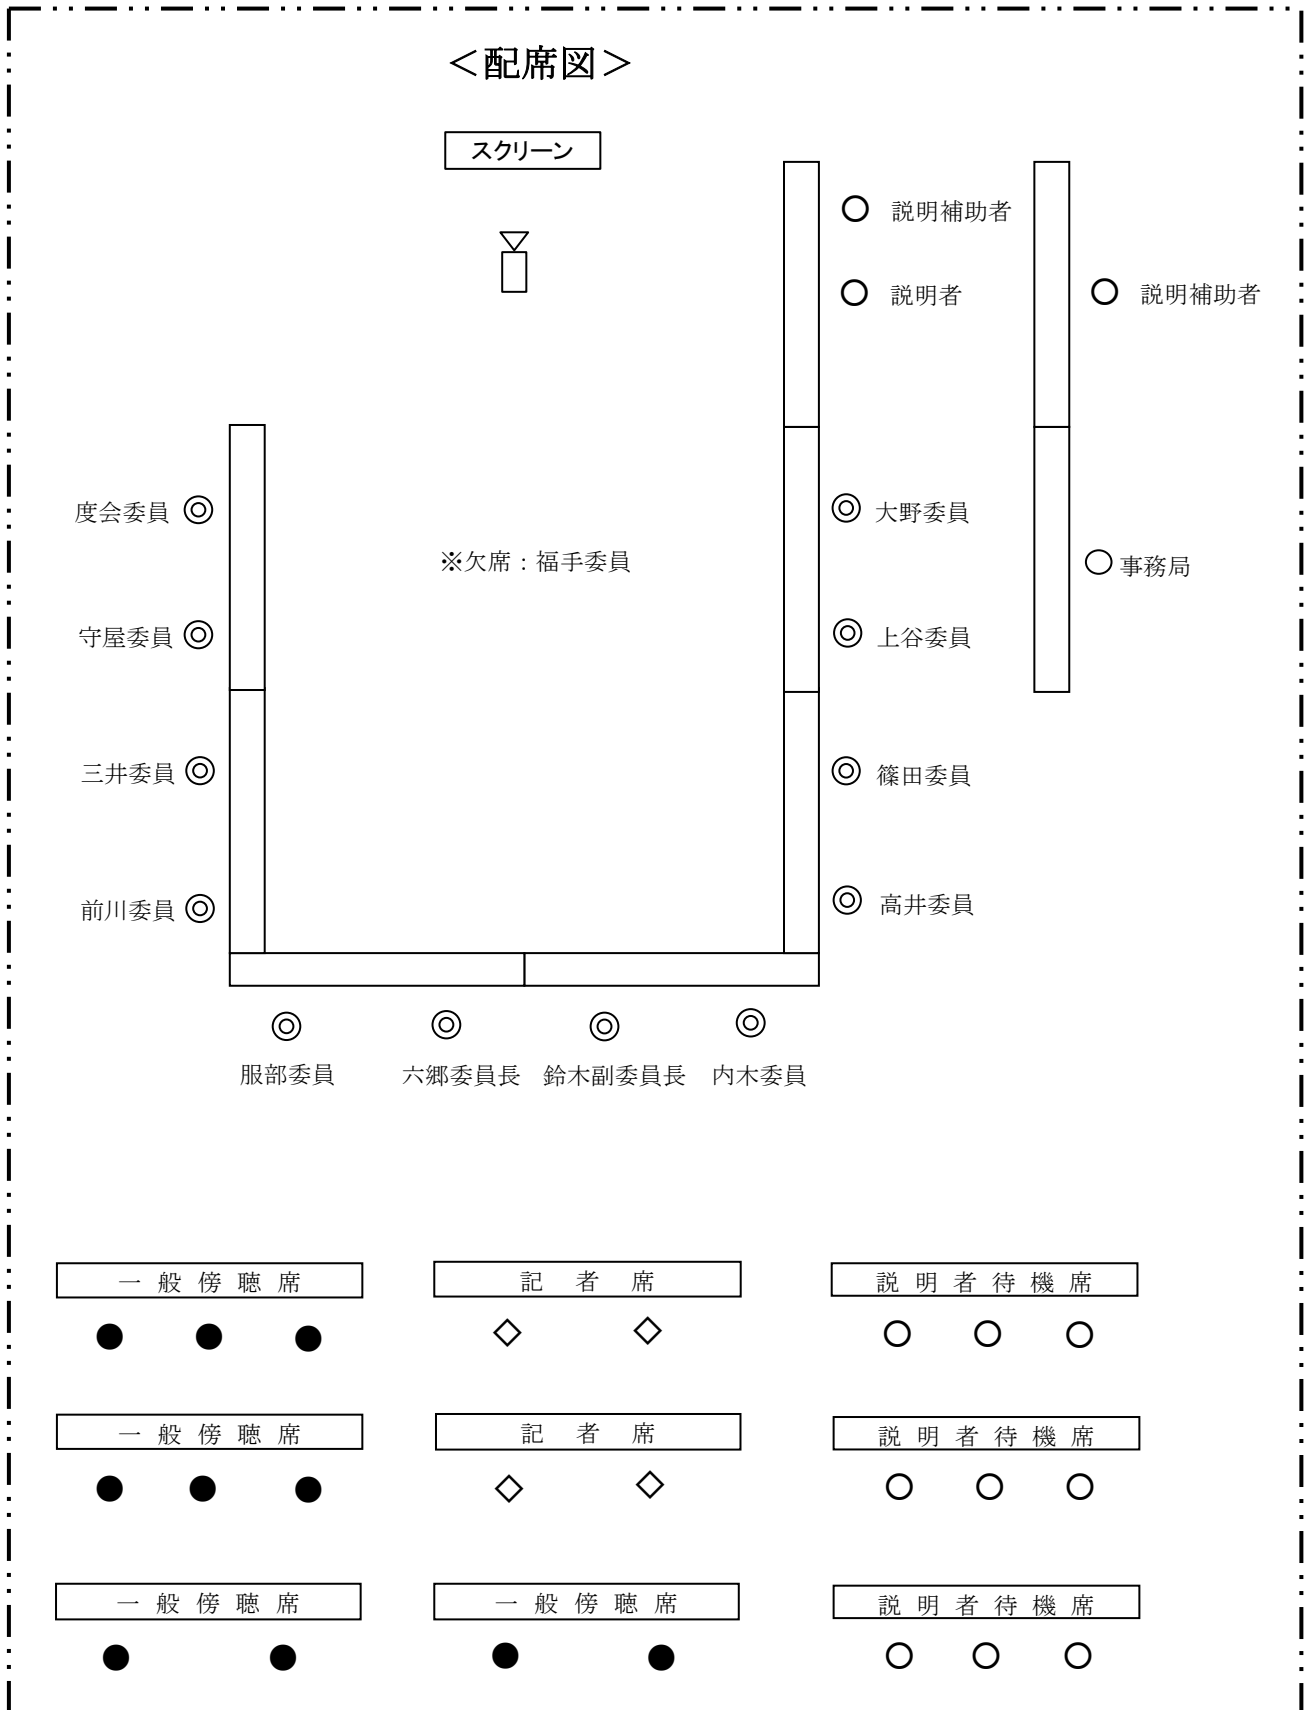 ＜配席図＞
スクリーン
説明補助者
説明者
説明補助者
度会委員
大野委員
※欠席：福手委員
事務局
守屋委員
上谷委員
三井委員
篠田委員
前川委員
高井委員
服部委員
六郷委員長
鈴木副委員長
内木委員
一般傍聴席
記者席
説明者待機席
一般傍聴席
記者席
説明者待機席
一般傍聴席
一般傍聴席
説明者待機席